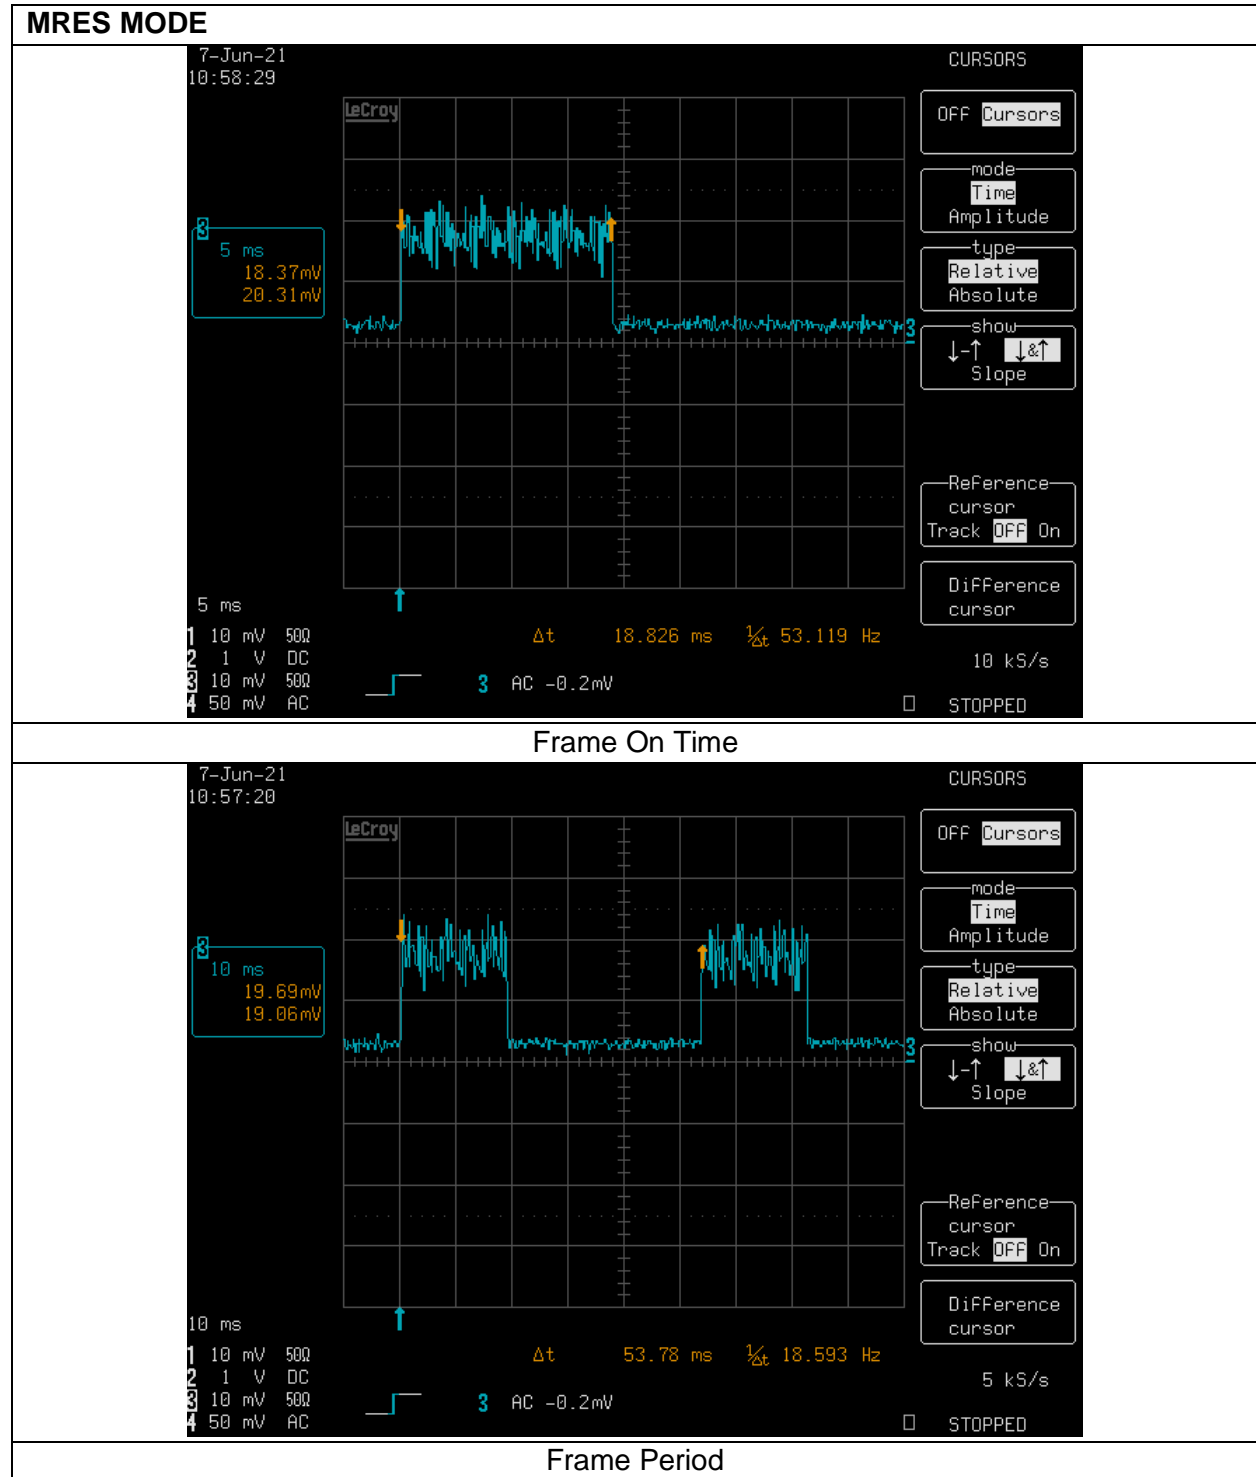 MRES MODE
7-Jun-21
10:58:29
CURSORS
LeCroy
OFF Cursors
mode
Time
Amplitude
3
5 ms
18.37mV
20.31mV
type
Relative
Absolute
3
show
↓-↑ ↓&↑
Slope
Reference
cursor
Track OFF On
Difference
cursor
5 ms
1 10 mV 50Ω
Δt 18.826 ms 1/Δt 53.119 Hz
2 1 V DC
10 kS/s
3 10 mV 50Ω
3 AC -0.2mV
4 50 mV AC
STOPPED
Frame On Time
7-Jun-21
10:57:20
CURSORS
LeCroy
OFF Cursors
mode
Time
Amplitude
3
10 ms
19.69mV
19.06mV
type
Relative
Absolute
3
show
↓-↑ ↓&↑
Slope
Reference
cursor
Track OFF On
Difference
cursor
10 ms
1 10 mV 50Ω
Δt 53.78 ms 1/Δt 18.593 Hz
2 1 V DC
5 kS/s
3 10 mV 50Ω
3 AC -0.2mV
4 50 mV AC
STOPPED
Frame Period